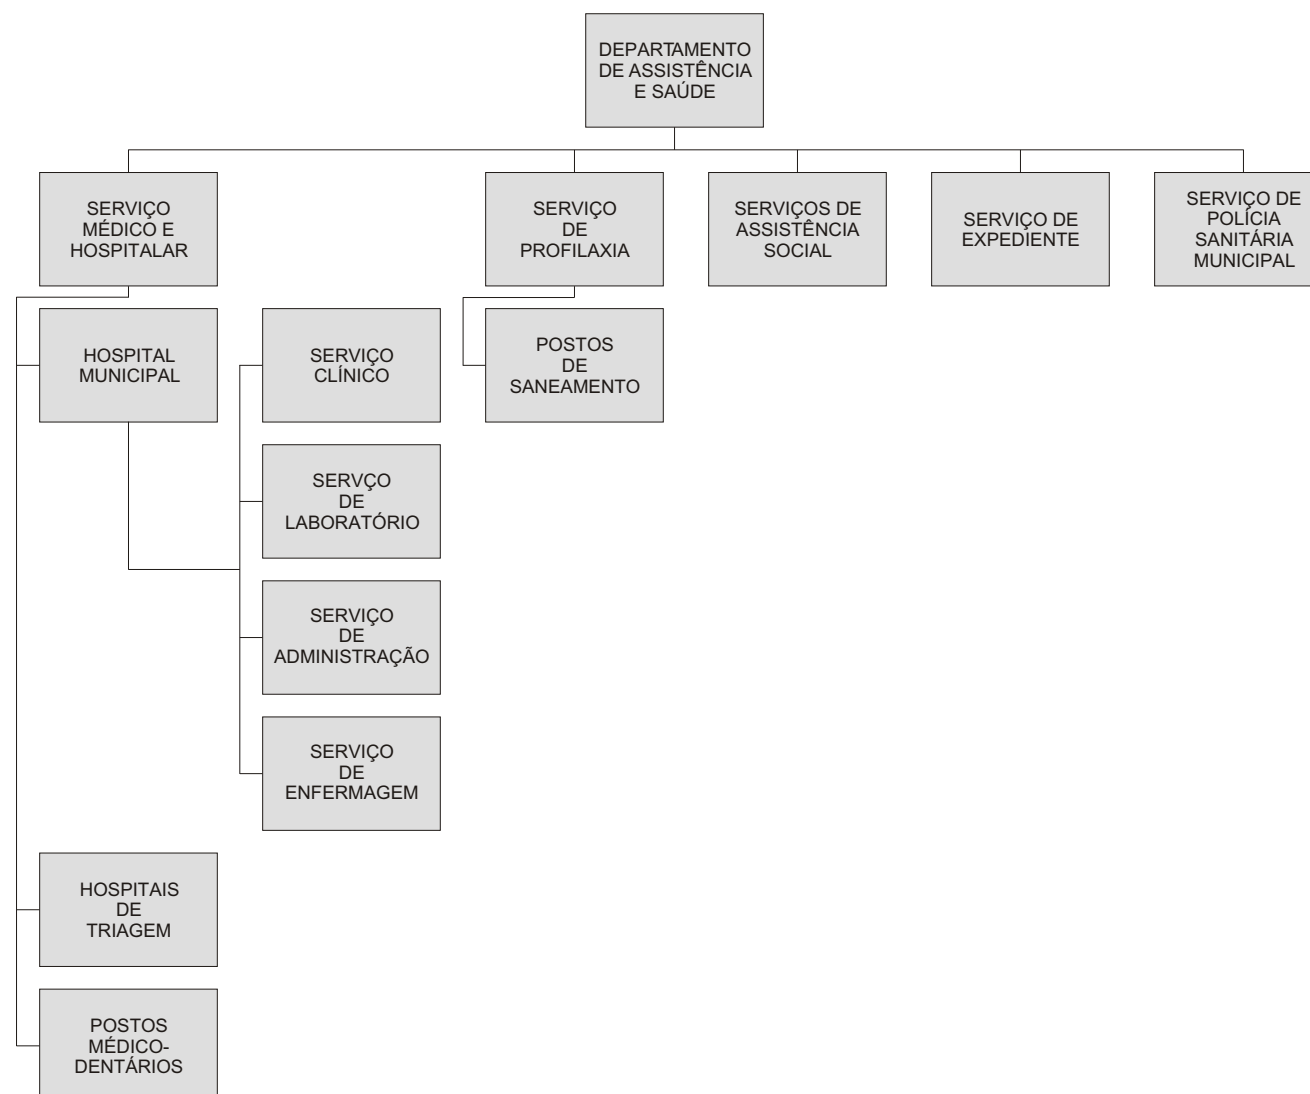 DEPARTAMENTO
DE ASSISTÊNCIA
E SAÚDE
SERVIÇO
MÉDICO E
HOSPITALAR
SERVIÇO
DE
PROFILAXIA
SERVIÇOS DE
ASSISTÊNCIA
SOCIAL
SERVIÇO DE
EXPEDIENTE
SERVIÇO DE
POLÍCIA
SANITÁRIA
MUNICIPAL
HOSPITAL
MUNICIPAL
SERVIÇO
CLÍNICO
POSTOS
DE
SANEAMENTO
SERVÇO
DE
LABORATÓRIO
SERVIÇO
DE
ADMINISTRAÇÃO
SERVIÇO
DE
ENFERMAGEM
HOSPITAIS
DE
TRIAGEM
POSTOS
MÉDICO-
DENTÁRIOS